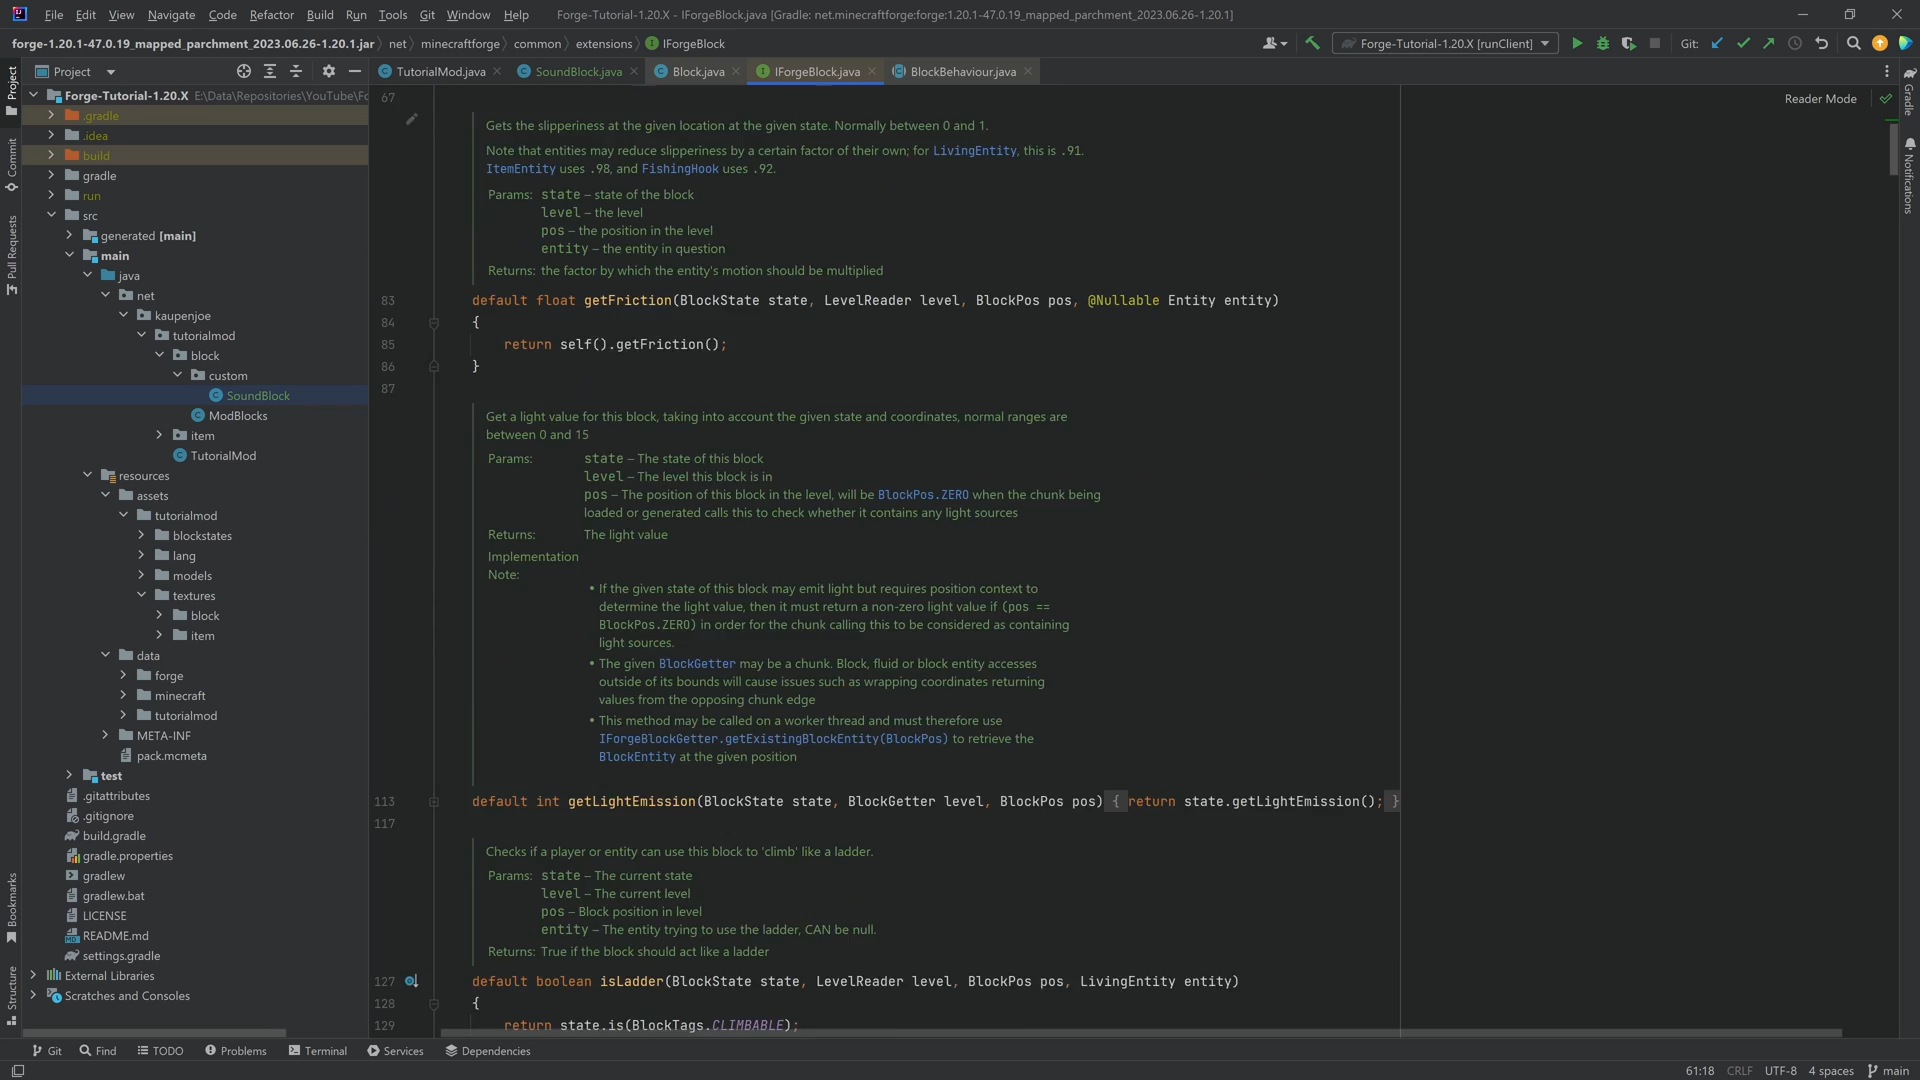 File Edit View Navigate Code Refactor Build Run Tools Git Window Help Forge-Tutorial-1.20.X - IForgeBlock.java [Gradle: net.minecraftforge:forge:1.20.1-47.0.19_mapped_parchment_2023.06.26-1.20.1]
forge-1.20.1-47.0.19_mapped_parchment_2023.06.26-1.20.1.jar net minecraftforge common extensions IForgeBlock Forge-Tutorial-1.20.X [runClient] Git:
Project TutorialMod.java SoundBlock.java Block.java IForgeBlock.java BlockBehaviour.java
Project
Commit
Pull Requests
Bookmarks
Structure
Forge-Tutorial-1.20.X E:\Data\Repositories\YouTube\Fo
.gradle
.idea
build
gradle
run
src
generated [main]
main
java
net
kaupenjoe
tutorialmod
block
custom
SoundBlock
ModBlocks
item
TutorialMod
resources
assets
tutorialmod
blockstates
lang
models
textures
block
item
data
forge
minecraft
tutorialmod
META-INF
pack.mcmeta
test
.gitattributes
.gitignore
build.gradle
gradle.properties
gradlew
gradlew.bat
LICENSE
README.md
settings.gradle
External Libraries
Scratches and Consoles
67
Reader Mode
Gets the slipperiness at the given location at the given state. Normally between 0 and 1.
Note that entities may reduce slipperiness by a certain factor of their own; for LivingEntity, this is .91.
ItemEntity uses .98, and FishingHook uses .92.
Params: state – state of the block
level – the level
pos – the position in the level
entity – the entity in question
Returns: the factor by which the entity's motion should be multiplied
83 default float getFriction(BlockState state, LevelReader level, BlockPos pos, @Nullable Entity entity)
84 {
85 return self().getFriction();
86 }
87
Get a light value for this block, taking into account the given state and coordinates, normal ranges are
between 0 and 15
Params: state – The state of this block
level – The level this block is in
pos – The position of this block in the level, will be BlockPos.ZERO when the chunk being
loaded or generated calls this to check whether it contains any light sources
Returns: The light value
Implementation
Note:
• If the given state of this block may emit light but requires position context to
determine the light value, then it must return a non-zero light value if (pos ==
BlockPos.ZERO) in order for the chunk calling this to be considered as containing
light sources.
• The given BlockGetter may be a chunk. Block, fluid or block entity accesses
outside of its bounds will cause issues such as wrapping coordinates returning
values from the opposing chunk edge
• This method may be called on a worker thread and must therefore use
IForgeBlockGetter.getExistingBlockEntity(BlockPos) to retrieve the
BlockEntity at the given position
113 default int getLightEmission(BlockState state, BlockGetter level, BlockPos pos) { return state.getLightEmission(); }
117
Checks if a player or entity can use this block to 'climb' like a ladder.
Params: state – The current state
level – The current level
pos – Block position in level
entity – The entity trying to use the ladder, CAN be null.
Returns: True if the block should act like a ladder
127 default boolean isLadder(BlockState state, LevelReader level, BlockPos pos, LivingEntity entity)
128 {
129 return state.is(BlockTags.CLIMBABLE);
Gradle
Notifications
Git Find TODO Problems Terminal Services Dependencies
61:18 CRLF UTF-8 4 spaces main